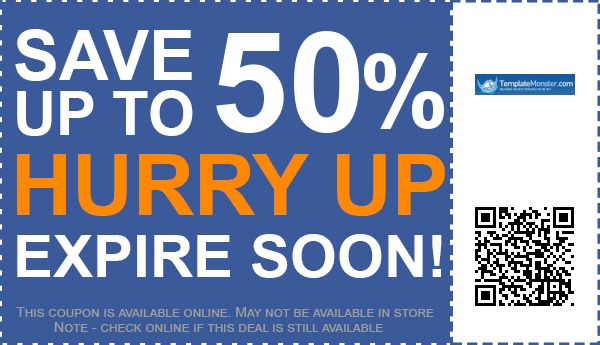 SAVE
UP TO 50%
HURRY UP
EXPIRE SOON!
THIS COUPON IS AVAILABLE ONLINE. MAY NOT BE AVAILABLE IN STORE
NOTE - CHECK ONLINE IF THIS DEAL IS STILL AVAILABLE
TemplateMonster.com